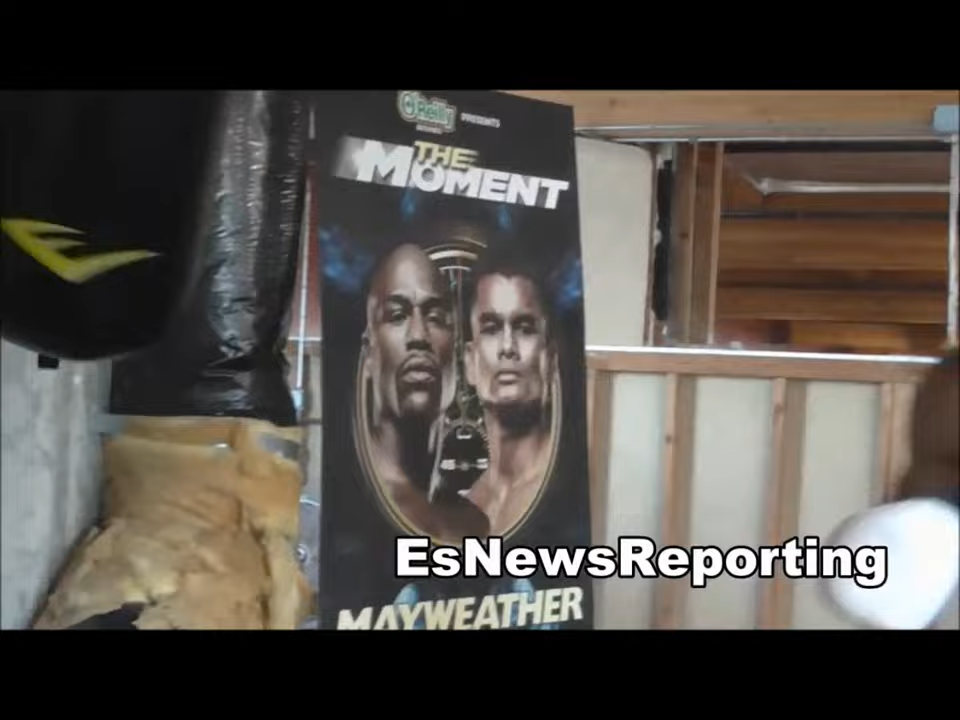 O'Reilly PRESENTS
THE
MOMENT
EsNewsReporting
MAYWEATHER